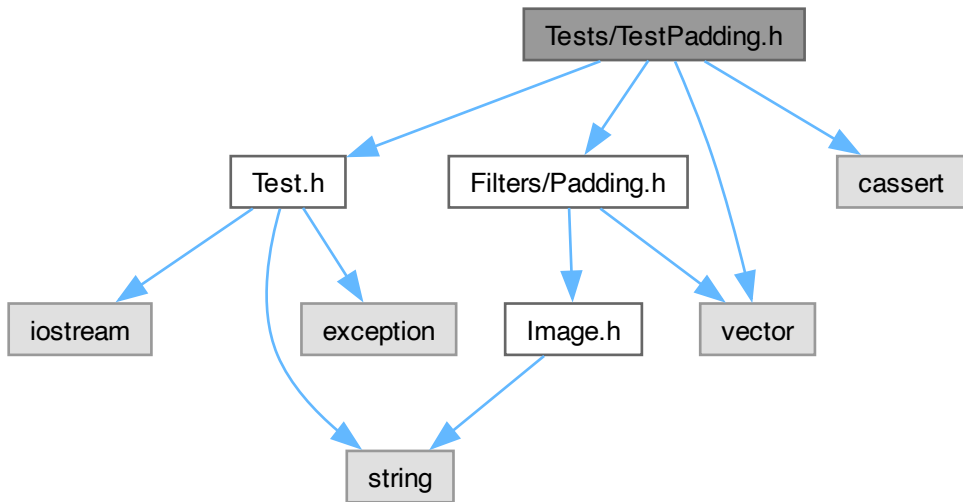 Tests/TestPadding.h
Test.h
Filters/Padding.h
cassert
iostream
exception
Image.h
vector
string